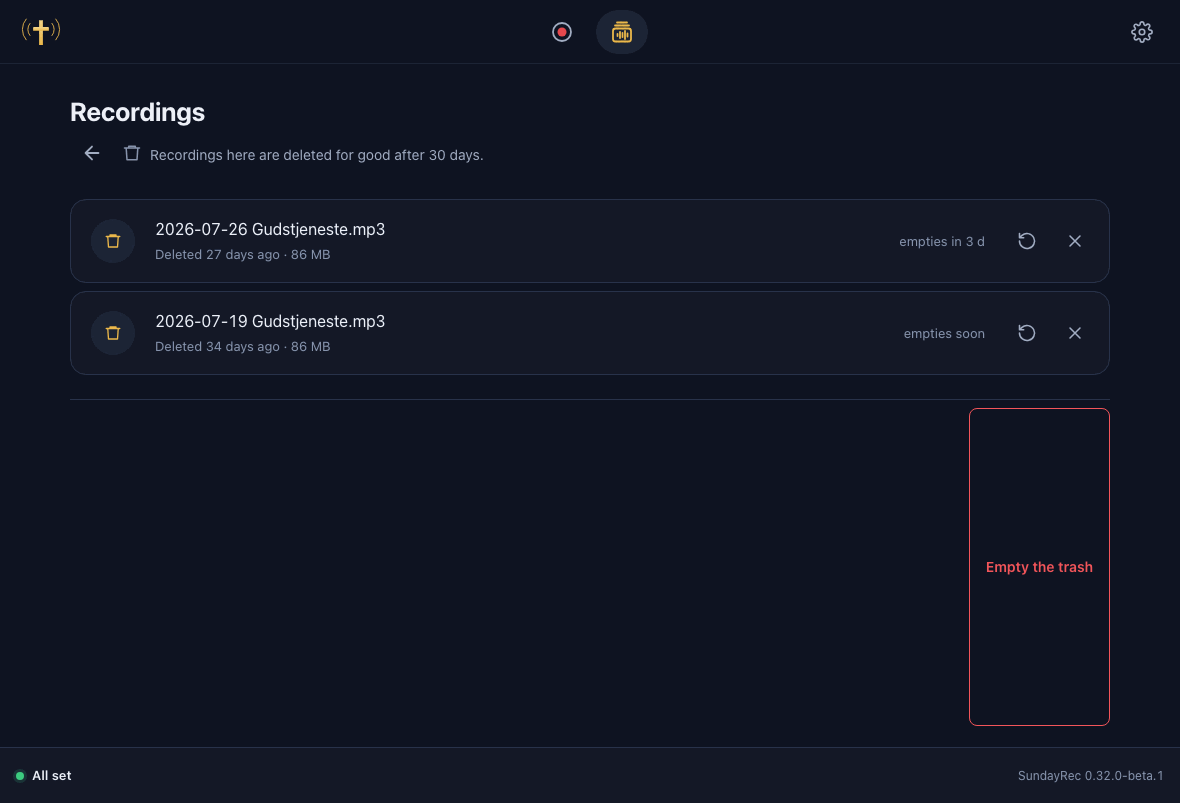 Recordings
Recordings here are deleted for good after 30 days.
2026-07-26 Gudstjeneste.mp3
Deleted 27 days ago · 86 MB
empties in 3 d
2026-07-19 Gudstjeneste.mp3
Deleted 34 days ago · 86 MB
empties soon
Empty the trash
All set
SundayRec 0.32.0-beta.1